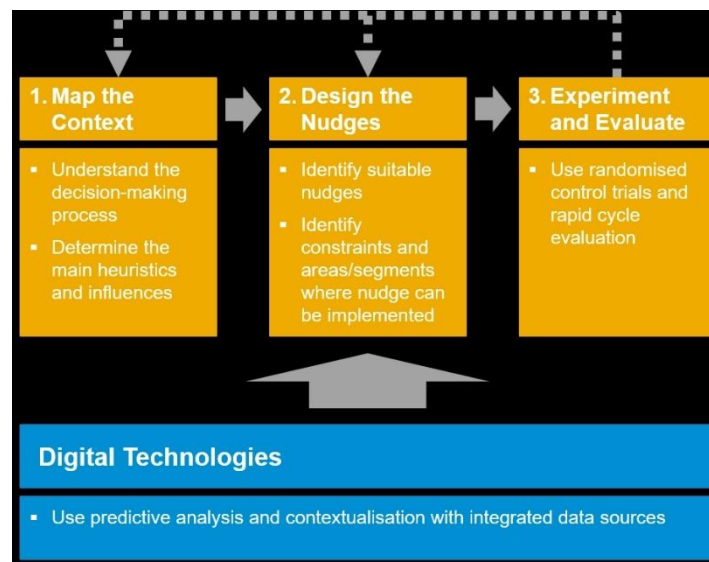 1. Map the
Context
▪ Understand the
decision-making
process
▪ Determine the
main heuristics
and influences
2. Design the
Nudges
▪ Identify suitable
nudges
▪ Identify
constraints and
areas/segments
where nudge can
be implemented
3. Experiment
and Evaluate
▪ Use randomised
control trials and
rapid cycle
evaluation
Digital Technologies
▪ Use predictive analysis and contextualisation with integrated data sources